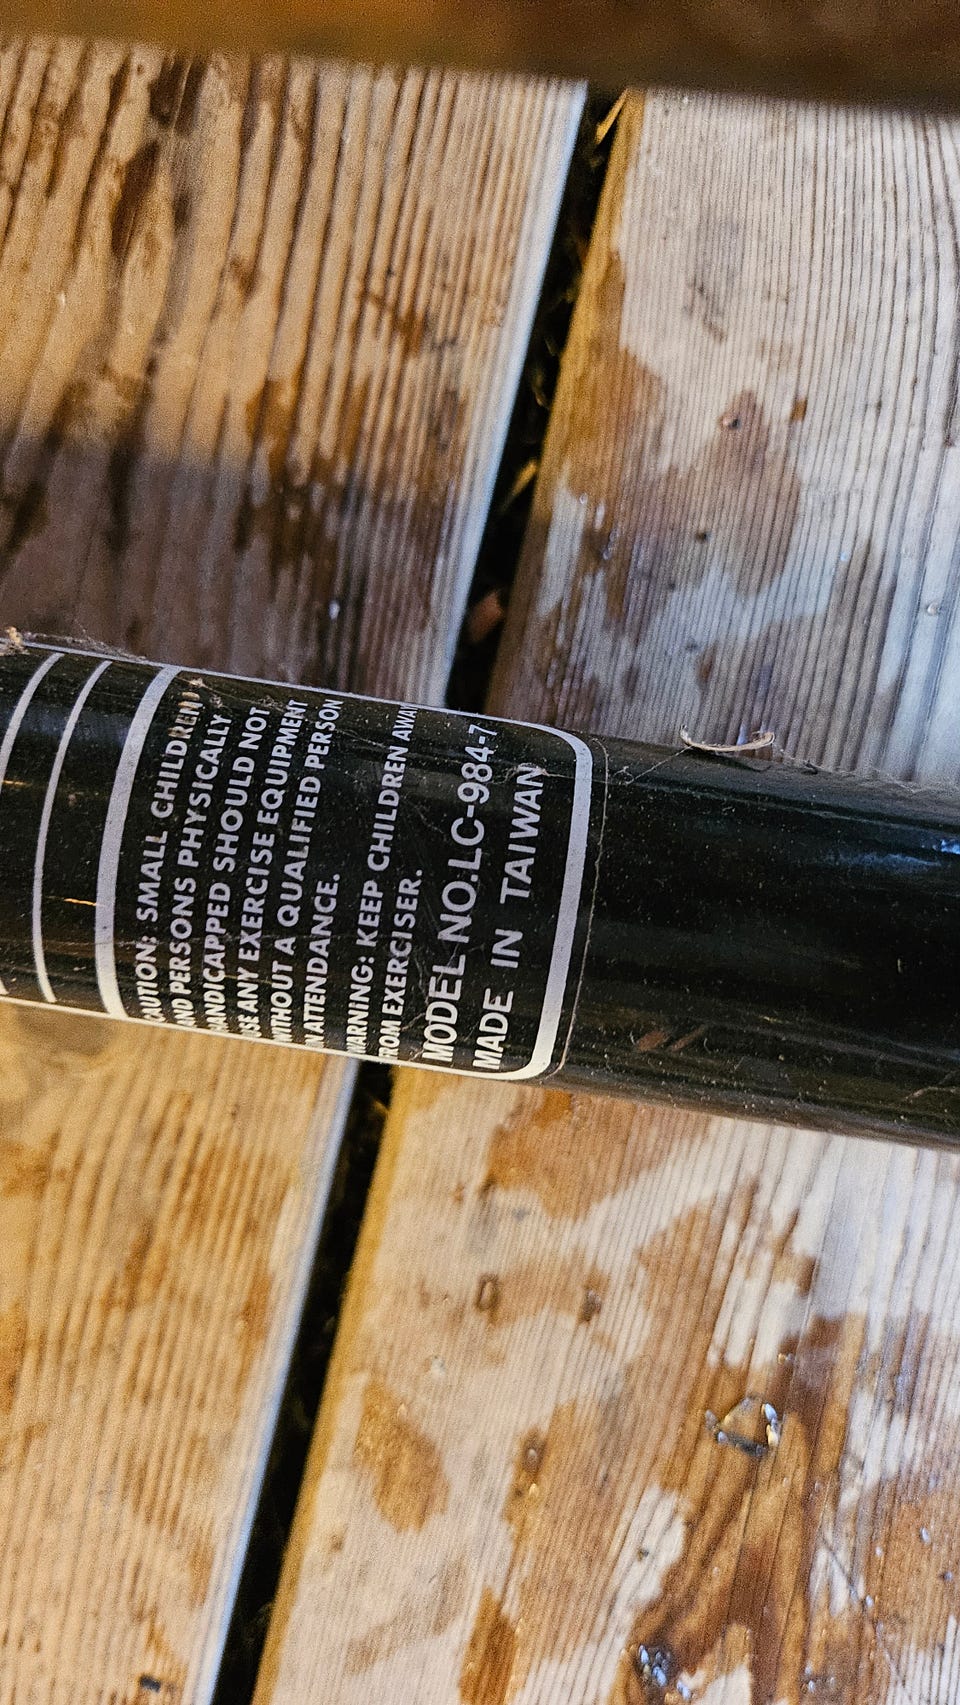 CAUTION: SMALL CHILDREN
AND PERSONS PHYSICALLY
HANDICAPPED SHOULD NOT
USE ANY EXERCISE EQUIPMENT
WITHOUT A QUALIFIED PERSON
IN ATTENDANCE.
WARNING: KEEP CHILDREN AWAY
FROM EXERCISER.
MODEL NO.LC-984-7
MADE IN TAIWAN